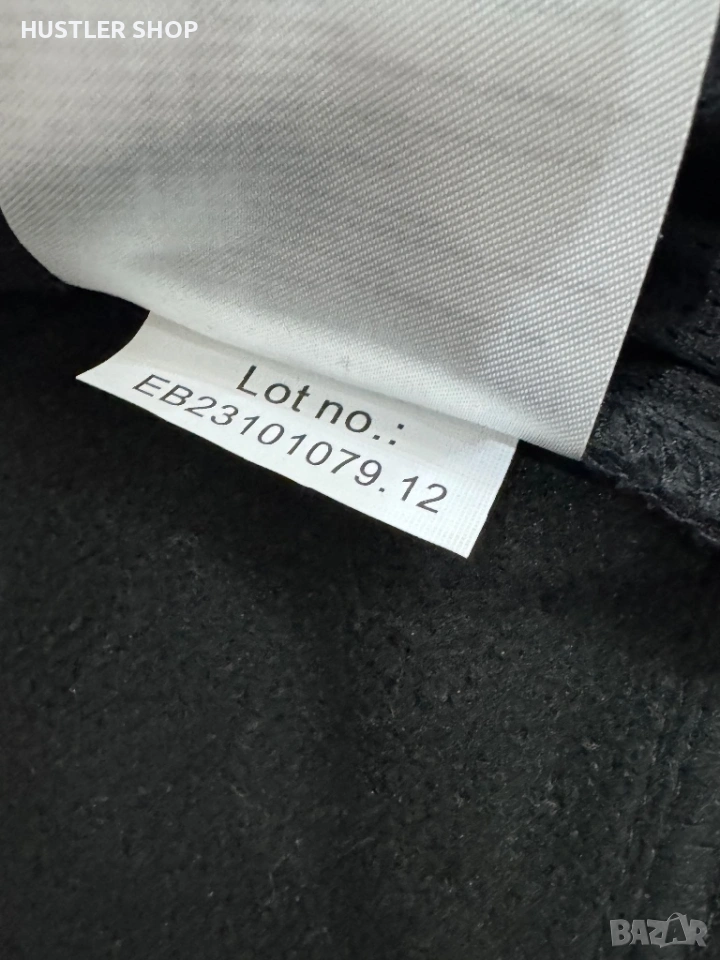 HUSTLER SHOP
Lot no.:
EB23101079.12
BAZAR